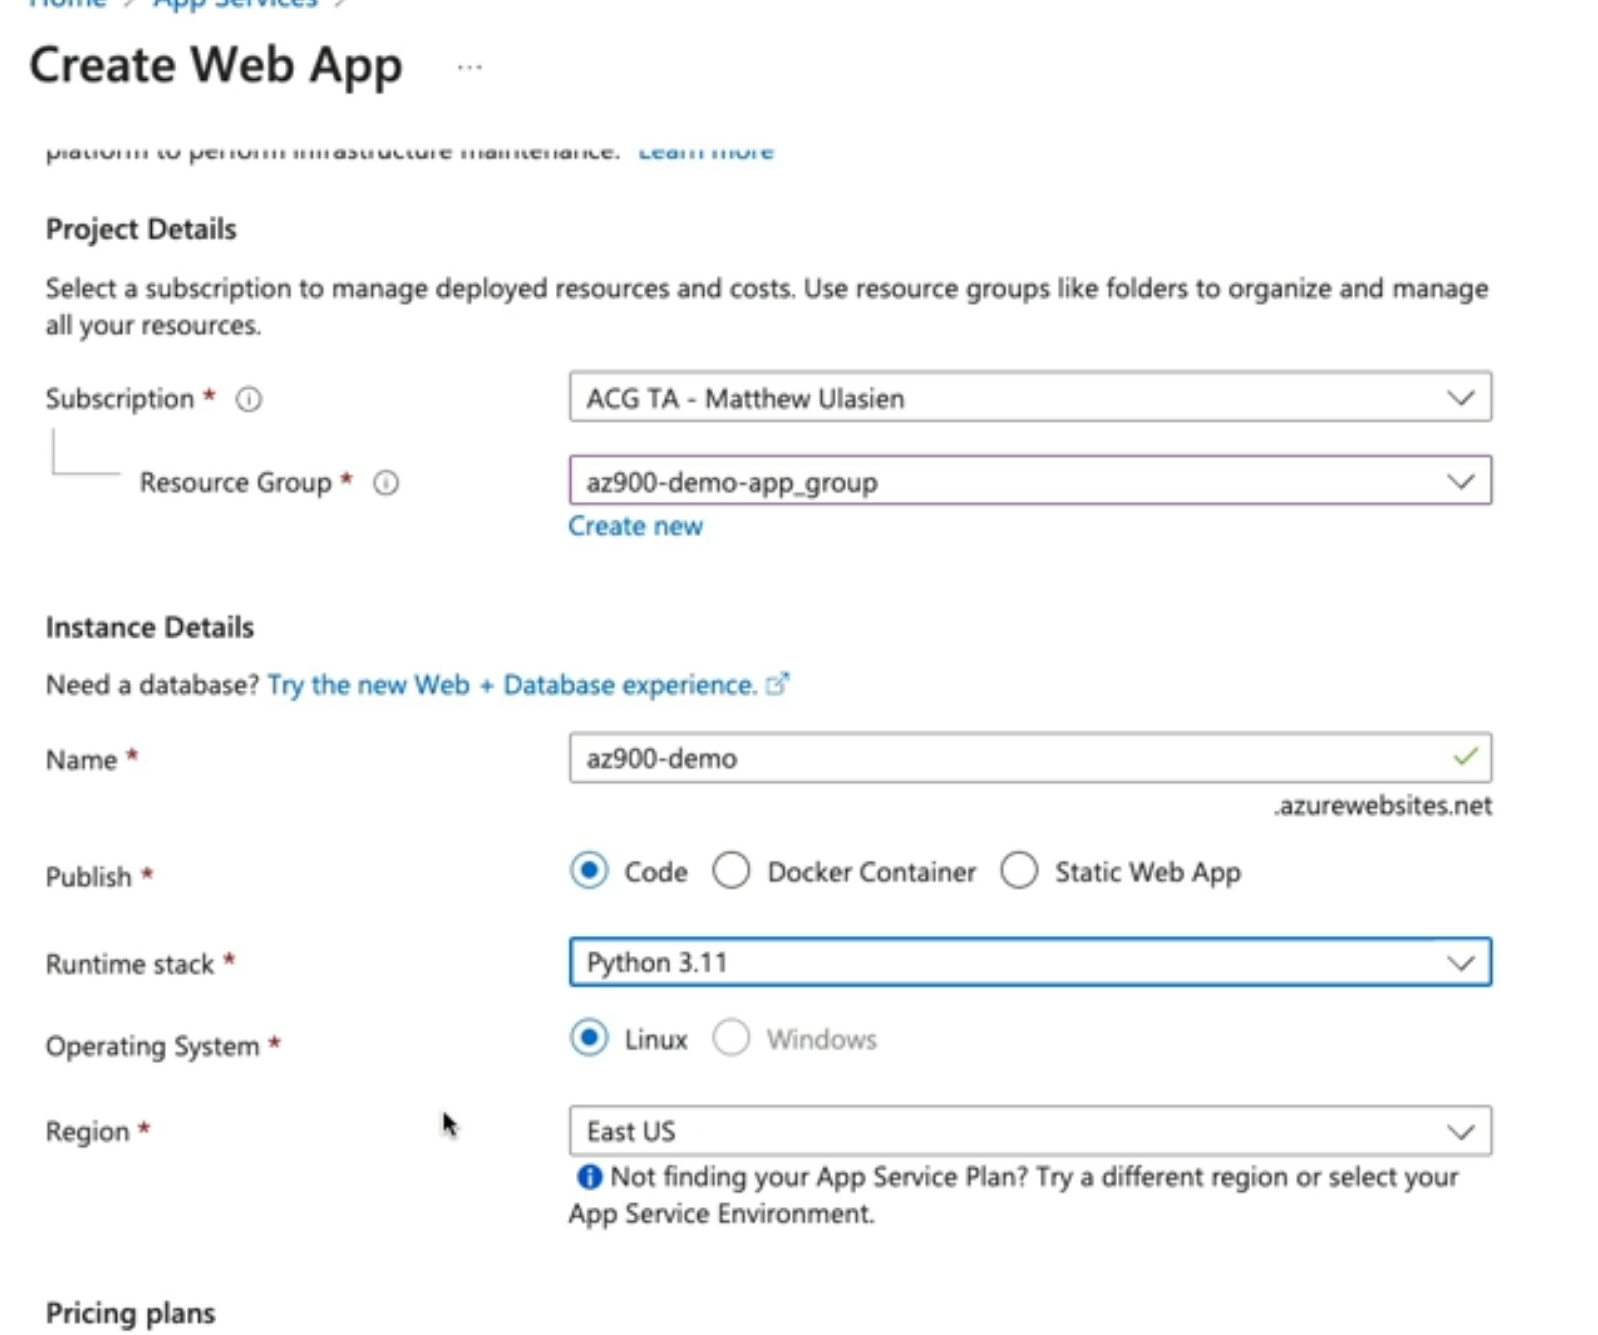 Home > App Services >
Create Web App ...
platform to perform infrastructure maintenance. Learn more
Project Details
Select a subscription to manage deployed resources and costs. Use resource groups like folders to organize and manage
all your resources.
Subscription *
ACG TA - Matthew Ulasien
Resource Group *
az900-demo-app_group
Create new
Instance Details
Need a database? Try the new Web + Database experience.
Name *
az900-demo
.azurewebsites.net
Publish *
Code Docker Container Static Web App
Runtime stack *
Python 3.11
Operating System *
Linux Windows
Region *
East US
Not finding your App Service Plan? Try a different region or select your
App Service Environment.
Pricing plans